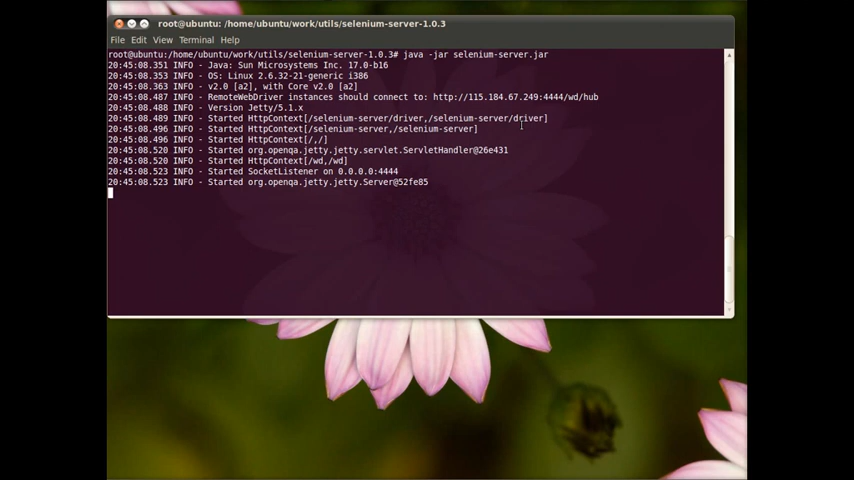 root@ubuntu: /home/ubuntu/work/utils/selenium-server-1.0.3
File Edit View Terminal Help
root@ubuntu:/home/ubuntu/work/utils/selenium-server-1.0.3# java -jar selenium-server.jar
20:45:08.351 INFO - Java: Sun Microsystems Inc. 17.0-b16
20:45:08.353 INFO - OS: Linux 2.6.32-21-generic i386
20:45:08.363 INFO - v2.0 [a2], with Core v2.0 [a2]
20:45:08.487 INFO - RemoteWebDriver instances should connect to: http://115.184.67.249:4444/wd/hub
20:45:08.488 INFO - Version Jetty/5.1.x
20:45:08.489 INFO - Started HttpContext[/selenium-server/driver,/selenium-server/driver]
20:45:08.496 INFO - Started HttpContext[/selenium-server,/selenium-server]
20:45:08.496 INFO - Started HttpContext[/,/]
20:45:08.520 INFO - Started org.openqa.jetty.jetty.servlet.ServletHandler@26e431
20:45:08.520 INFO - Started HttpContext[/wd,/wd]
20:45:08.523 INFO - Started SocketListener on 0.0.0.0:4444
20:45:08.523 INFO - Started org.openqa.jetty.jetty.Server@52fe85